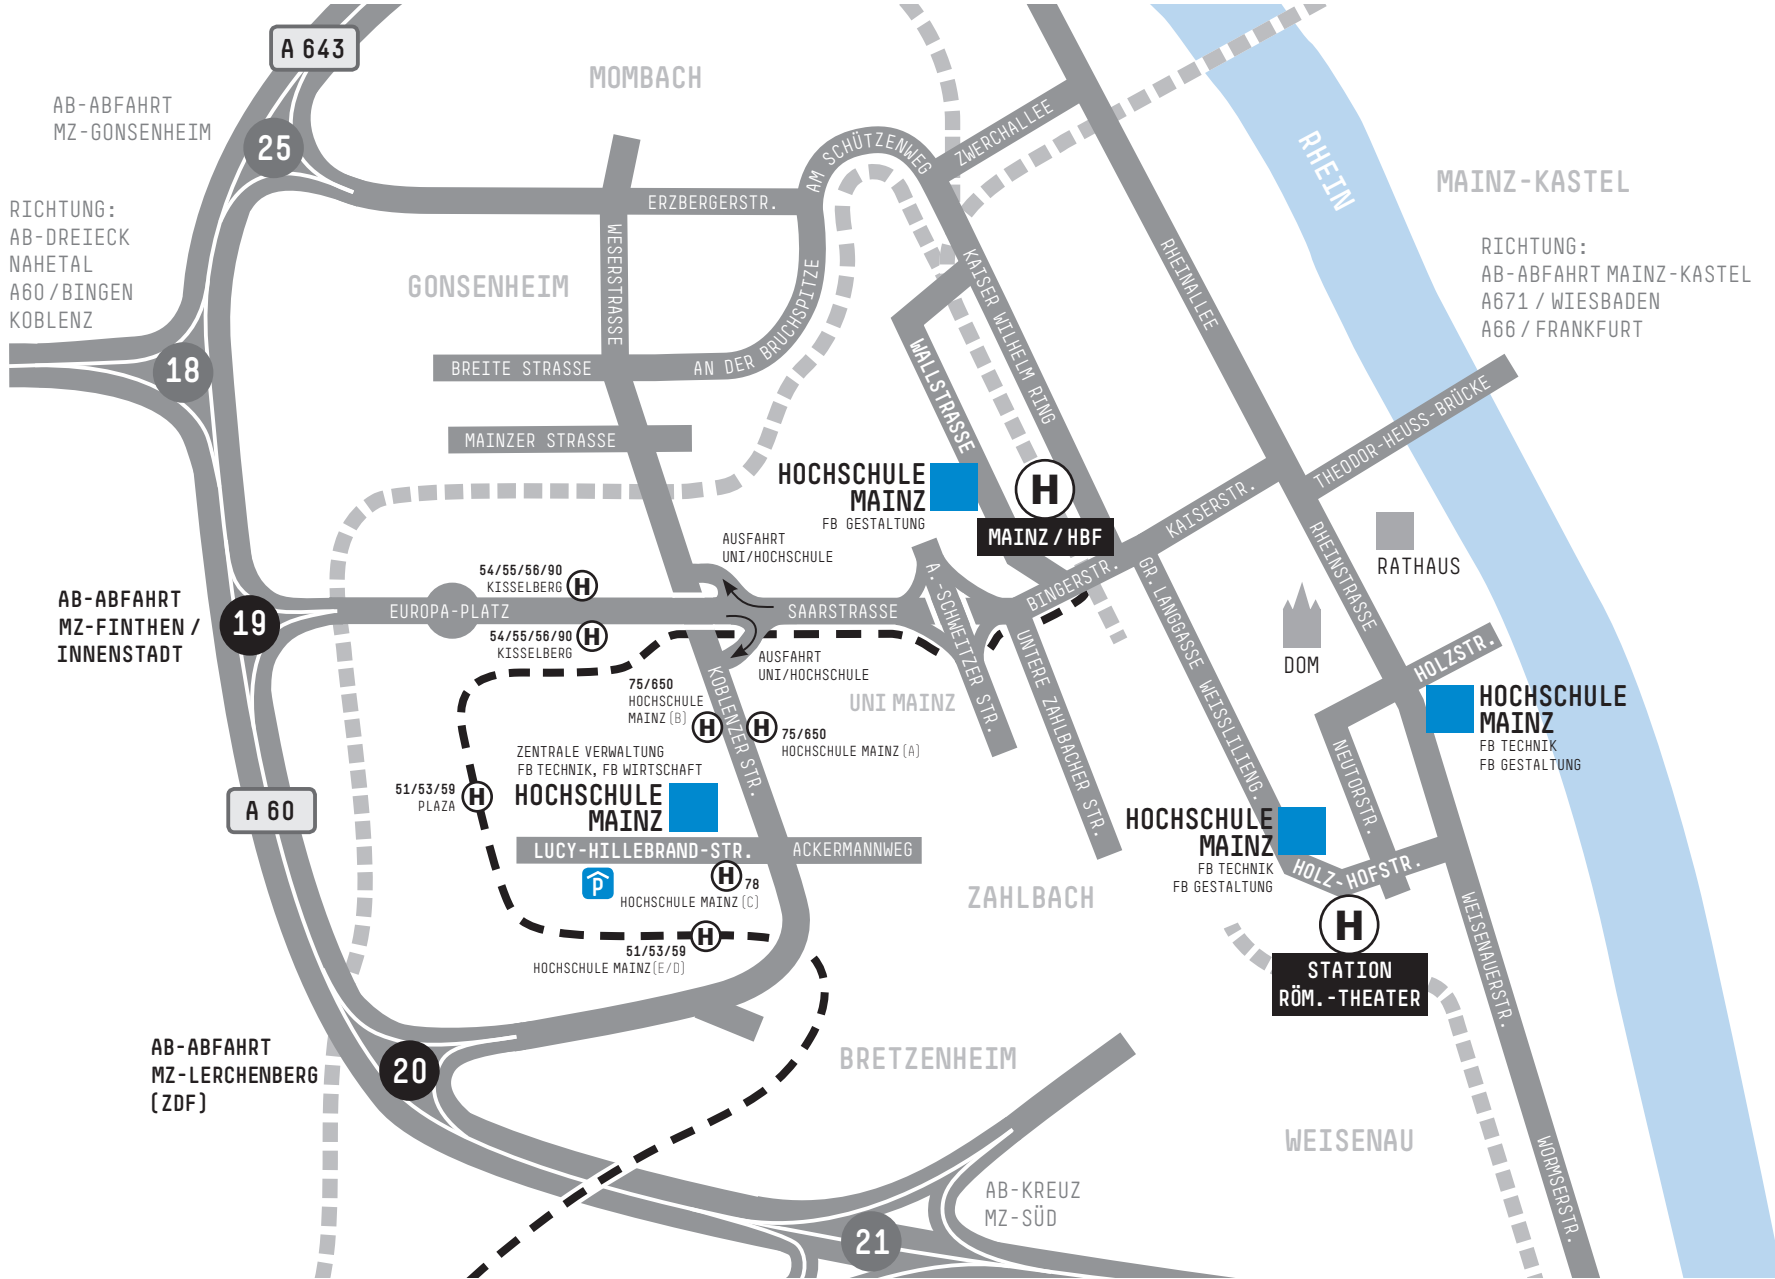 A 643
AB-ABFAHRT
MZ-GONSENHEIM
25
MOMBACH
RICHTUNG:
AB-DREIECK
NAHETAL
A60/BINGEN
KOBLENZ
18
ERZBERGERSTR.
AM SCHÜTZENWEG
ZWERCHALLEE
RHEIN
MAINZ-KASTEL
RICHTUNG:
AB-ABFAHRT MAINZ-KASTEL
A671 / WIESBADEN
A66 / FRANKFURT
WESERSTRASSE
GONSENHEIM
AN DER BRUCHSPITZE
BREITE STRASSE
MAINZER STRASSE
KAISER WILHELM RING
RHEINALLEE
WALLSTRASSE
THEODOR-HEUSS-BRÜCKE
HOCHSCHULE
MAINZ
FB GESTALTUNG
H
MAINZ / HBF
KAISERSTR.
RHEINSTRASSE
RATHAUS
DOM
AUSFAHRT
UNI/HOCHSCHULE
AB-ABFAHRT
MZ-FINTHEN /
INNENSTADT
19
54/55/56/90
KISSELBERG
H
EUROPA-PLATZ
54/55/56/90
KISSELBERG
H
SAARSTRASSE
AUSFAHRT
UNI/HOCHSCHULE
A.-SCHWEITZER STR.
BINGERSTR.
UNTERE ZAHLBACHER STR.
GR. LANGGASSE
WEISSLILIENG.
HOLZSTR.
HOCHSCHULE
MAINZ
FB TECHNIK
FB GESTALTUNG
NEUTORSTR.
UNI MAINZ
KOBLENZER STR.
75/650
HOCHSCHULE
MAINZ (B)
H
H
75/650
HOCHSCHULE MAINZ (A)
ZENTRALE VERWALTUNG
FB TECHNIK, FB WIRTSCHAFT
HOCHSCHULE
MAINZ
51/53/59
PLAZA
H
A 60
LUCY-HILLEBRAND-STR.
ACKERMANNWEG
P
H
78
HOCHSCHULE MAINZ (C)
H
51/53/59
HOCHSCHULE MAINZ (E/D)
ZAHLBACH
HOCHSCHULE
MAINZ
FB TECHNIK
FB GESTALTUNG
HOLZ-HOFSTR.
H
STATION
RÖM.-THEATER
WEISENAUERSTR.
AB-ABFAHRT
MZ-LERCHENBERG
(ZDF)
20
BRETZENHEIM
WEISENAU
WORMSERSTR.
AB-KREUZ
MZ-SÜD
21